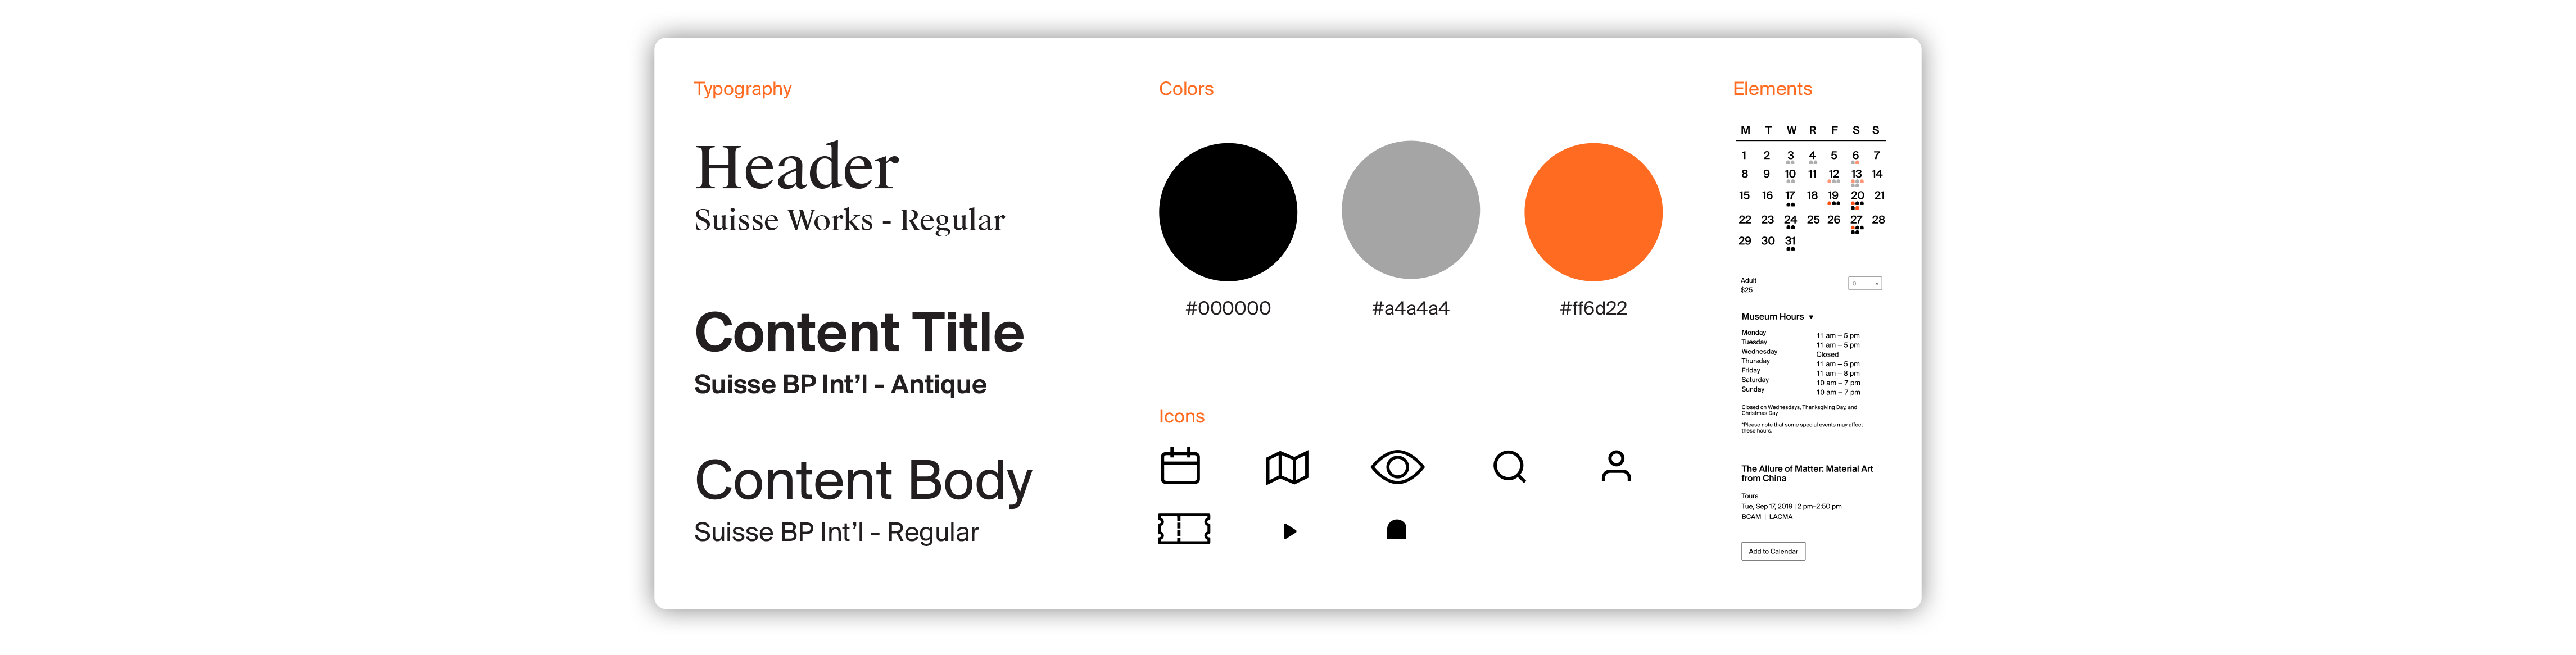 Typography
Header
Suisse Works - Regular
Content Title
Suisse BP Int’l - Antique
Content Body
Suisse BP Int’l - Regular
Colors
#000000 #a4a4a4 #ff6d22
Icons
Elements
M T W R F S S
1 2 3 4 5 6 7
8 9 10 11 12 13 14
15 16 17 18 19 20 21
22 23 24 25 26 27 28
29 30 31
Adult 0
$25
Museum Hours
Monday 11 am – 5 pm
Tuesday 11 am – 5 pm
Wednesday Closed
Thursday 11 am – 5 pm
Friday 11 am – 8 pm
Saturday 10 am – 7 pm
Sunday 10 am – 7 pm
Closed on Wednesdays, Thanksgiving Day, and
Christmas Day
*Please note that some special events may affect
these hours.
The Allure of Matter: Material Art
from China
Tours
Tue, Sep 17, 2019 | 2 pm–2:50 pm
BCAM | LACMA
Add to Calendar